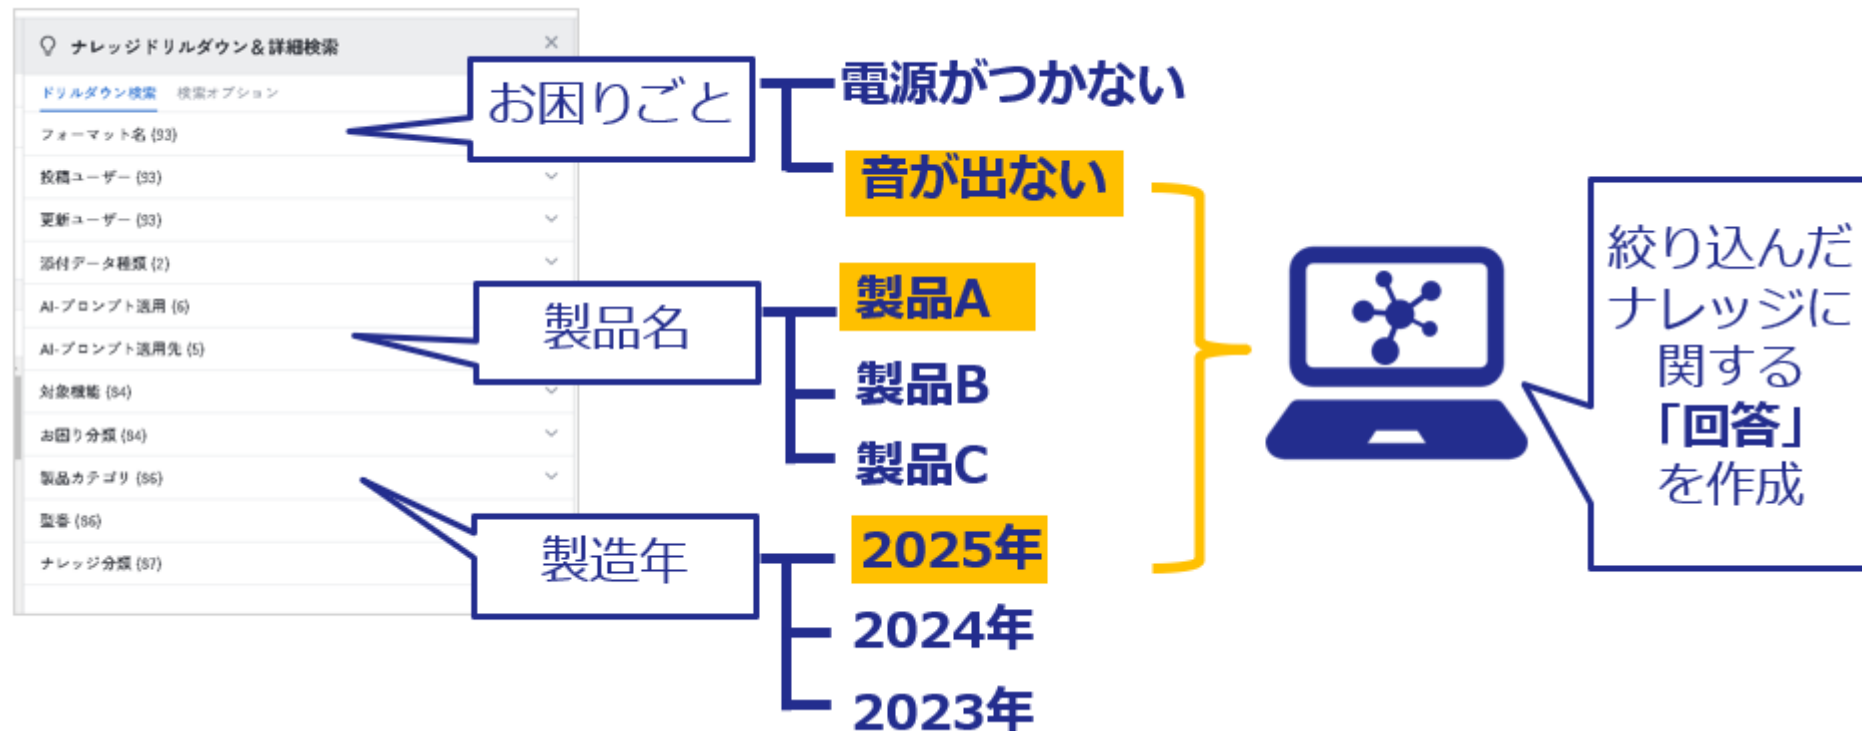 ナレッジドリルダウン&詳細検索
ドリルダウン検索 検索オプション
フォーマット名 (93)
投稿ユーザー (93)
更新ユーザー (93)
添付データ種類 (2)
AI-プロンプト適用 (6)
AI-プロンプト適用先 (5)
対象機能 (84)
お困り分類 (84)
製品カテゴリ (86)
型番 (86)
ナレッジ分類 (87)
お困りごと
電源がつかない
音が出ない
製品名
製品A
製品B
製品C
製造年
2025年
2024年
2023年
絞り込んだ
ナレッジに
関する
「回答」
を作成